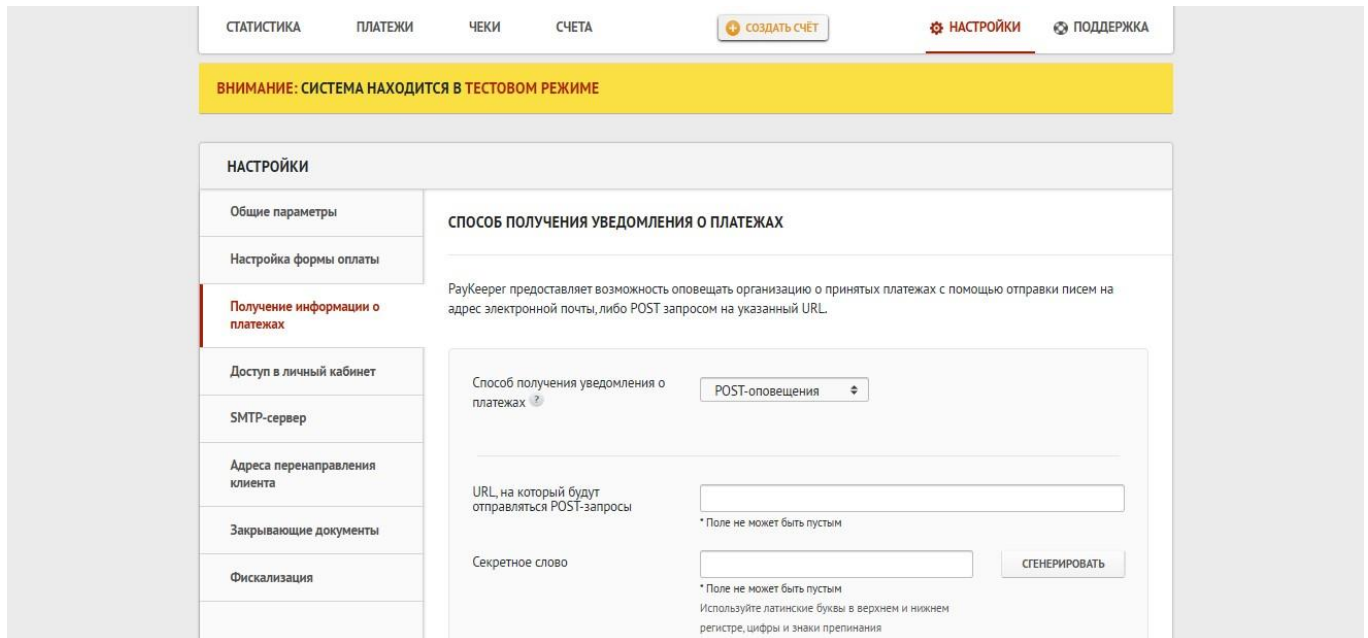 СТАТИСТИКА ПЛАТЕЖИ ЧЕКИ СЧЕТА СОЗДАТЬ СЧЁТ НАСТРОЙКИ ПОДДЕРЖКА
ВНИМАНИЕ: СИСТЕМА НАХОДИТСЯ В ТЕСТОВОМ РЕЖИМЕ
НАСТРОЙКИ
Общие параметры
Настройка формы оплаты
Получение информации о
платежах
Доступ в личный кабинет
SMTP-сервер
Адреса перенаправления
клиента
Закрывающие документы
Фискализация
СПОСОБ ПОЛУЧЕНИЯ УВЕДОМЛЕНИЯ О ПЛАТЕЖАХ
PayKeeper предоставляет возможность оповещать организацию о принятых платежах с помощью отправки писем на
адрес электронной почты, либо POST запросом на указанный URL.
Способ получения уведомления о
платежах ?
POST-оповещения
URL, на который будут
отправляться POST-запросы
* Поле не может быть пустым
Секретное слово
СГЕНЕРИРОВАТЬ
* Поле не может быть пустым
Используйте латинские буквы в верхнем и нижнем
регистре, цифры и знаки препинания